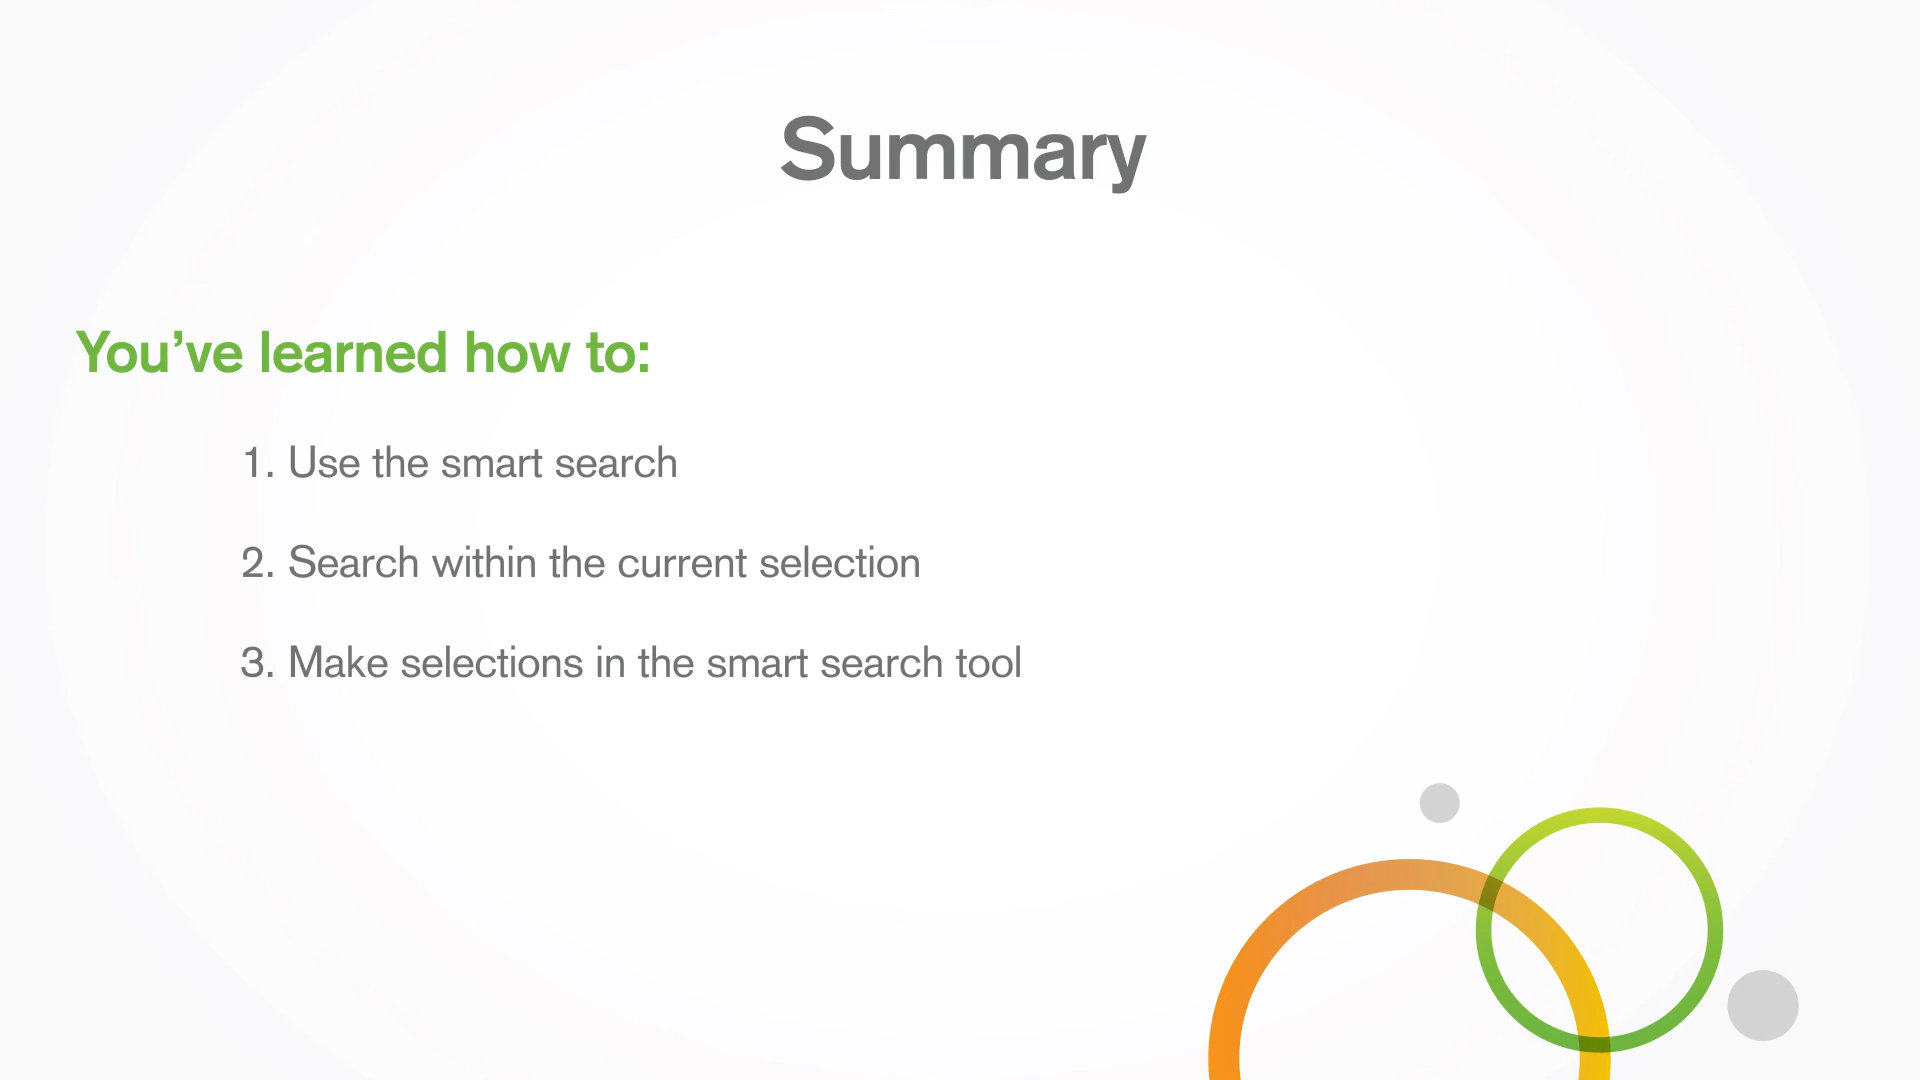 Summary
You’ve learned how to:
1. Use the smart search
2. Search within the current selection
3. Make selections in the smart search tool